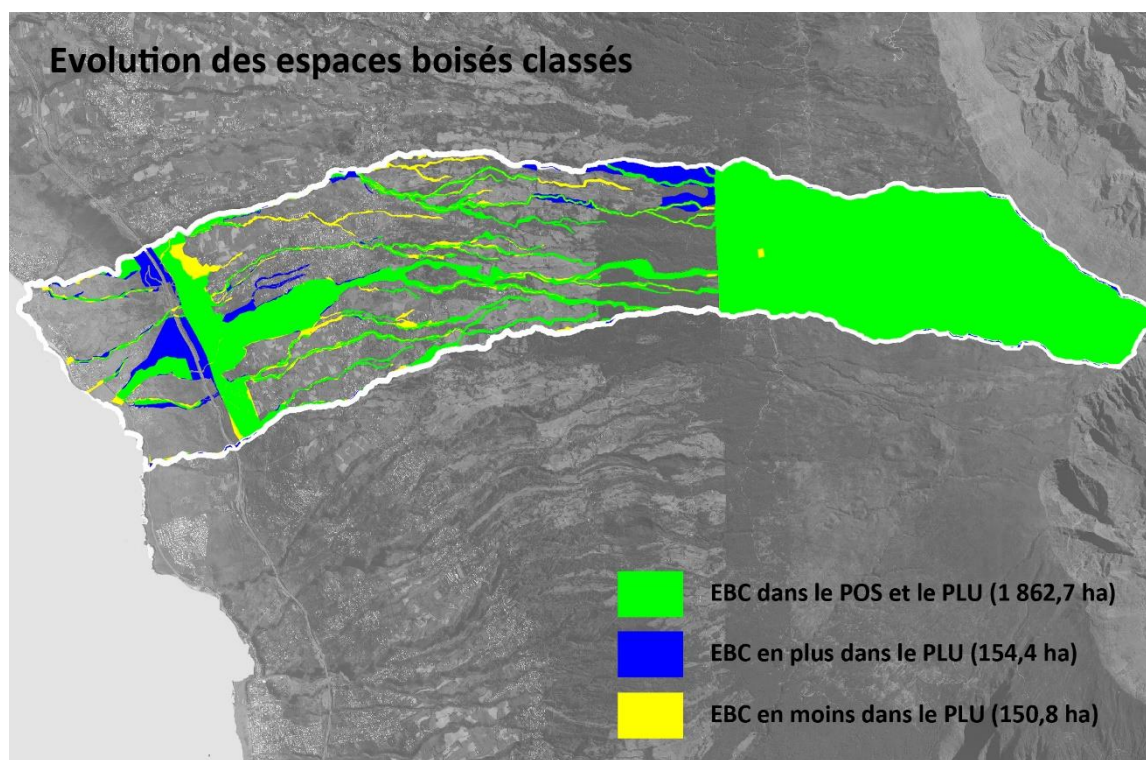 Evolution des espaces boisés classés
EBC dans le POS et le PLU (1 862,7 ha)
EBC en plus dans le PLU (154,4 ha)
EBC en moins dans le PLU (150,8 ha)